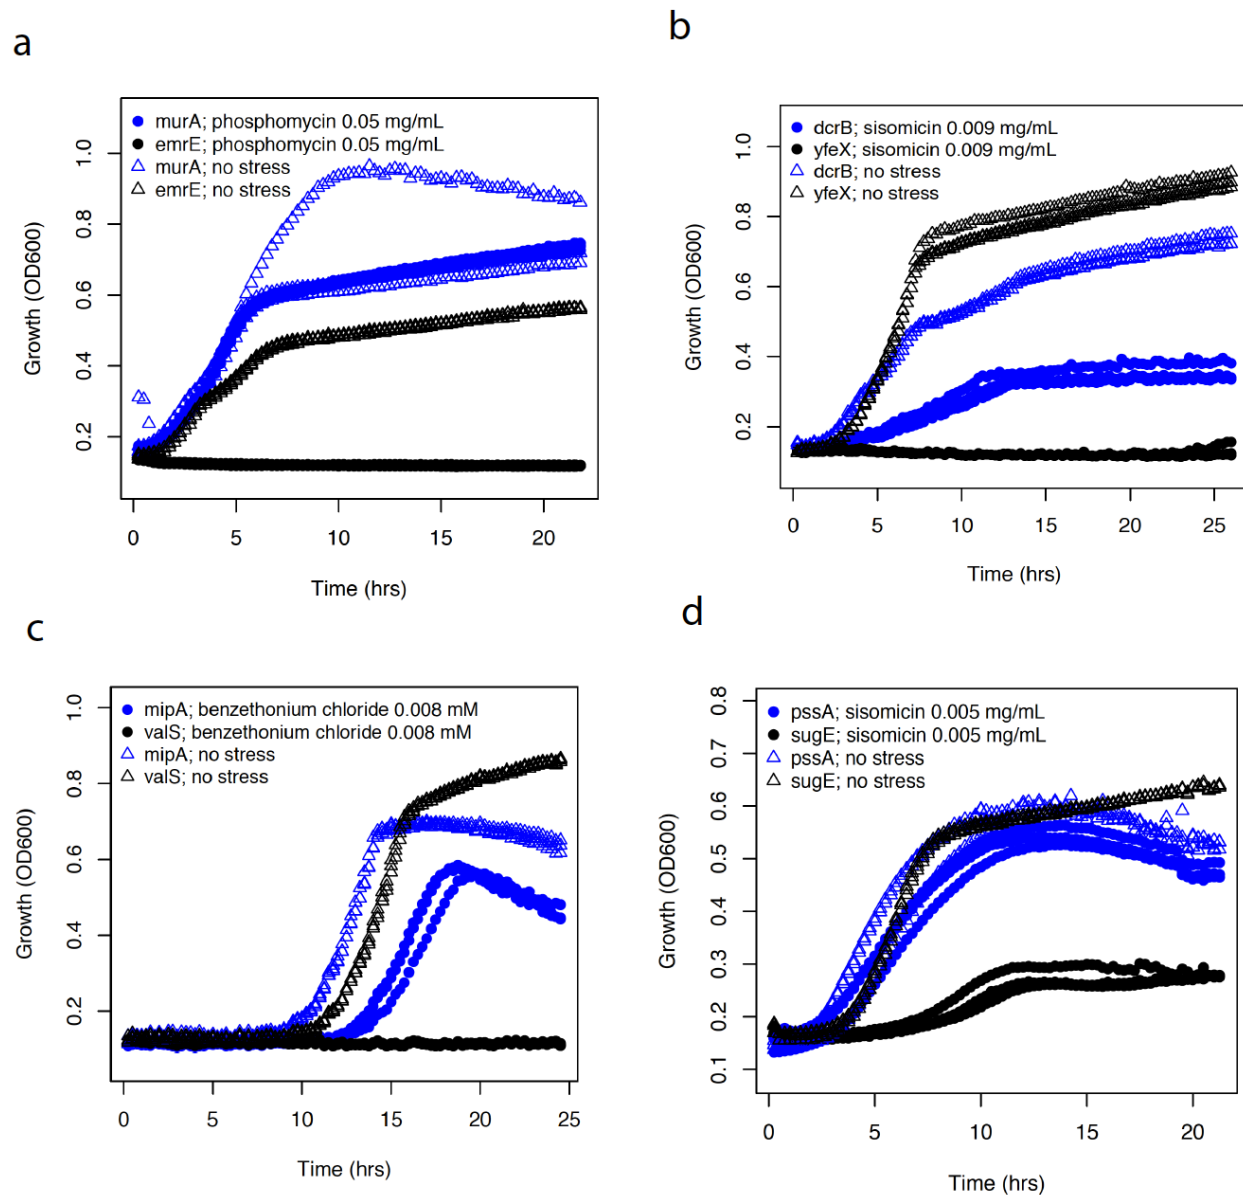 a
murA; phosphomycin 0.05 mg/mL
emrE; phosphomycin 0.05 mg/mL
murA; no stress
emrE; no stress
Growth (OD600)
1.0
0.8
0.6
0.4
0.2
0 5 10 15 20
Time (hrs)
b
dcrB; sisomicin 0.009 mg/mL
yfeX; sisomicin 0.009 mg/mL
dcrB; no stress
yfeX; no stress
Growth (OD600)
1.0
0.8
0.6
0.4
0.2
0 5 10 15 20 25
Time (hrs)
c
mipA; benzethonium chloride 0.008 mM
valS; benzethonium chloride 0.008 mM
mipA; no stress
valS; no stress
Growth (OD600)
1.0
0.8
0.6
0.4
0.2
0 5 10 15 20 25
Time (hrs)
d
pssA; sisomicin 0.005 mg/mL
sugE; sisomicin 0.005 mg/mL
pssA; no stress
sugE; no stress
Growth (OD600)
0.8
0.7
0.6
0.5
0.4
0.3
0.2
0.1
0 5 10 15 20
Time (hrs)